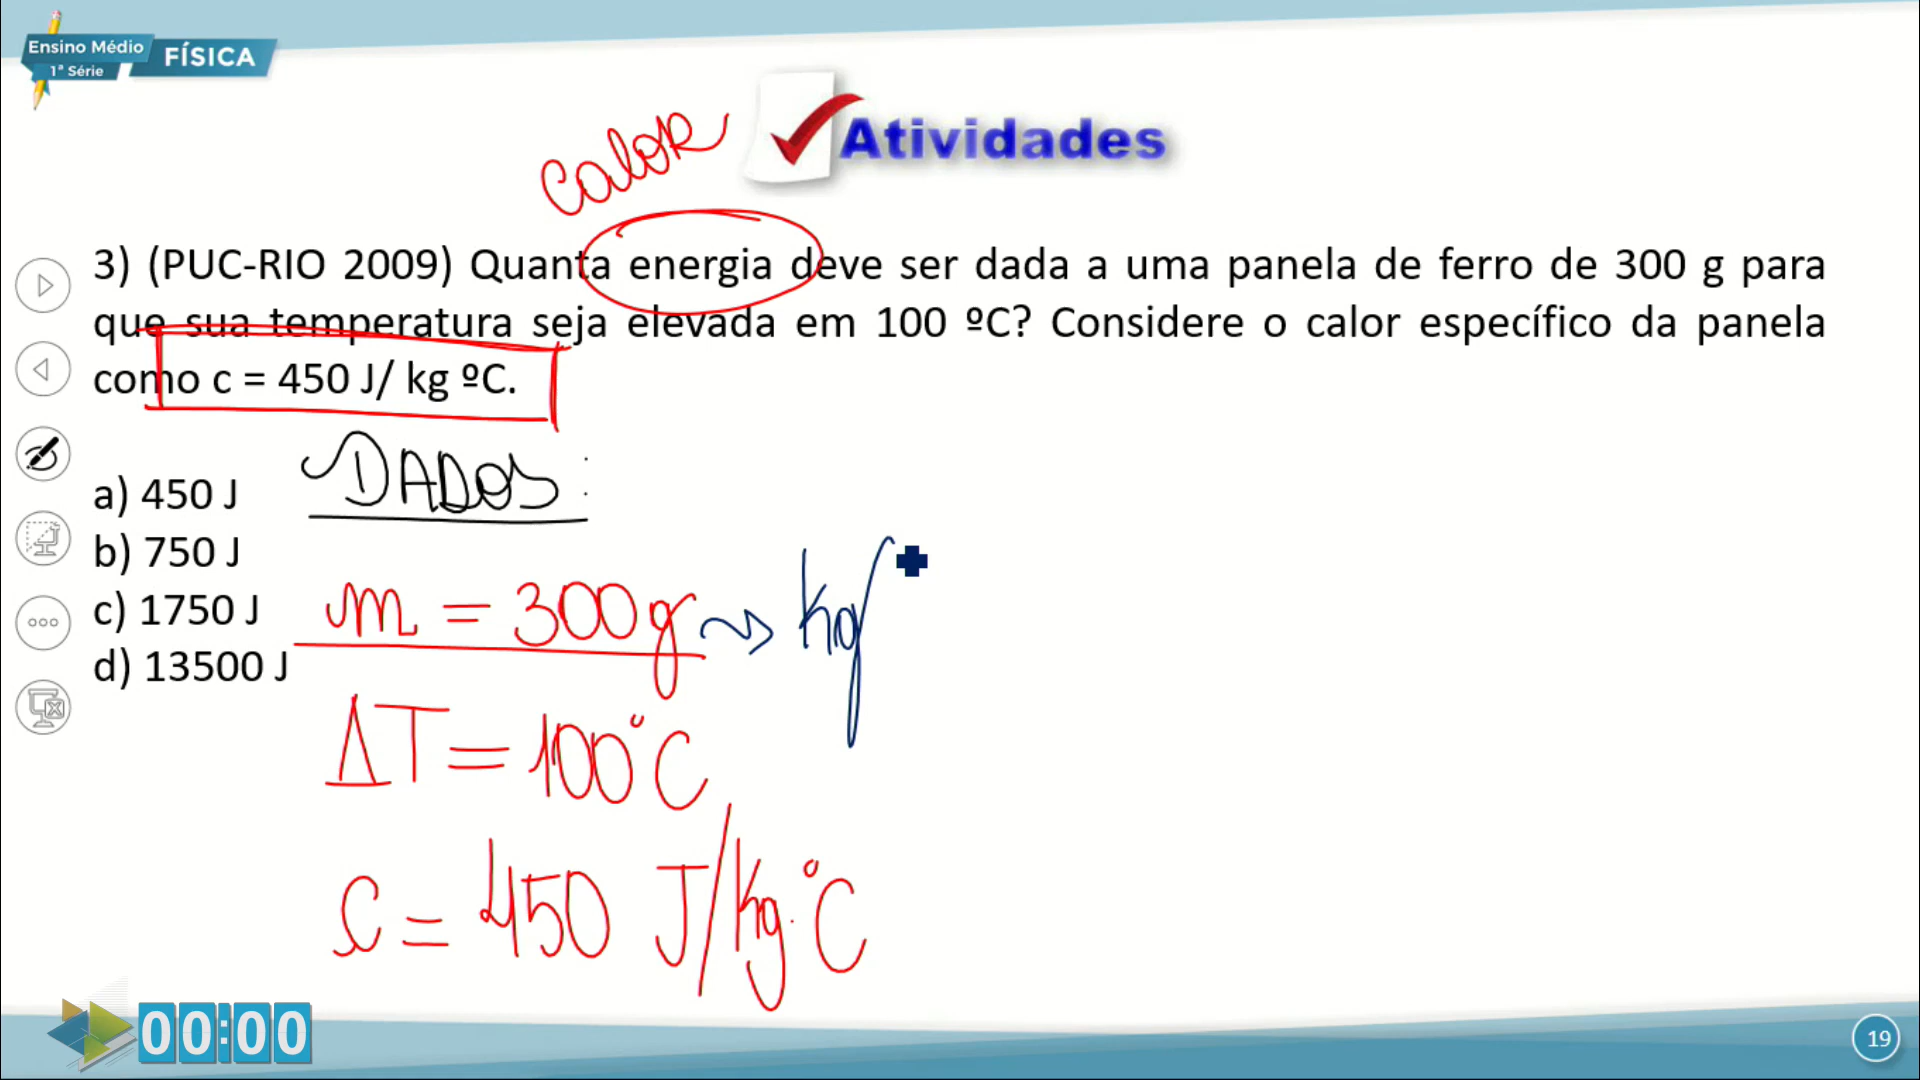 Ensino Médio
1ª Série
FÍSICA
Atividades
calor
3) (PUC-RIO 2009) Quanta energia deve ser dada a uma panela de ferro de 300 g para
que sua temperatura seja elevada em 100 ºC? Considere o calor específico da panela
como c = 450 J/ kg ºC.
DADOS:
a) 450 J
b) 750 J
c) 1750 J
d) 13500 J
m = 300g → kg
ΔT = 100°C
c = 450 J/kg.°C
00:00
19